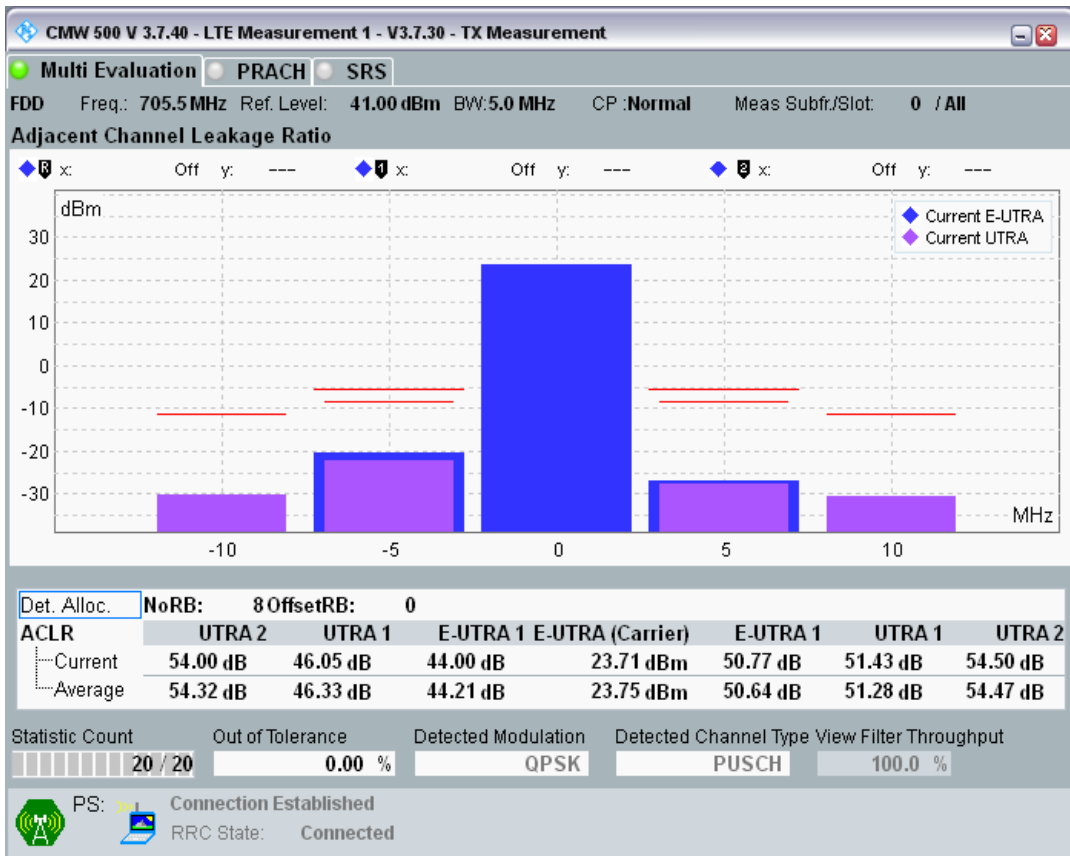 CMW 500 V 3.7.40 - LTE Measurement 1 - V3.7.30 - TX Measurement
Multi Evaluation PRACH SRS
FDD Freq.: 705.5 MHz Ref. Level: 41.00 dBm BW:5.0 MHz CP :Normal Meas Subfr./Slot: 0 / All
Adjacent Channel Leakage Ratio
R x: Off y: --- 1 x: Off y: --- 2 x: Off y: ---
dBm
Current E-UTRA
Current UTRA
30
20
10
0
-10
-20
-30
MHz
-10 -5 0 5 10
Det. Alloc. NoRB: 8 OffsetRB: 0
ACLR UTRA 2 UTRA 1 E-UTRA 1 E-UTRA (Carrier) E-UTRA 1 UTRA 1 UTRA 2
Current 54.00 dB 46.05 dB 44.00 dB 23.71 dBm 50.77 dB 51.43 dB 54.50 dB
Average 54.32 dB 46.33 dB 44.21 dB 23.75 dBm 50.64 dB 51.28 dB 54.47 dB
Statistic Count Out of Tolerance Detected Modulation Detected Channel Type View Filter Throughput
20 / 20 0.00 % QPSK PUSCH 100.0 %
PS: Connection Established
RRC State: Connected